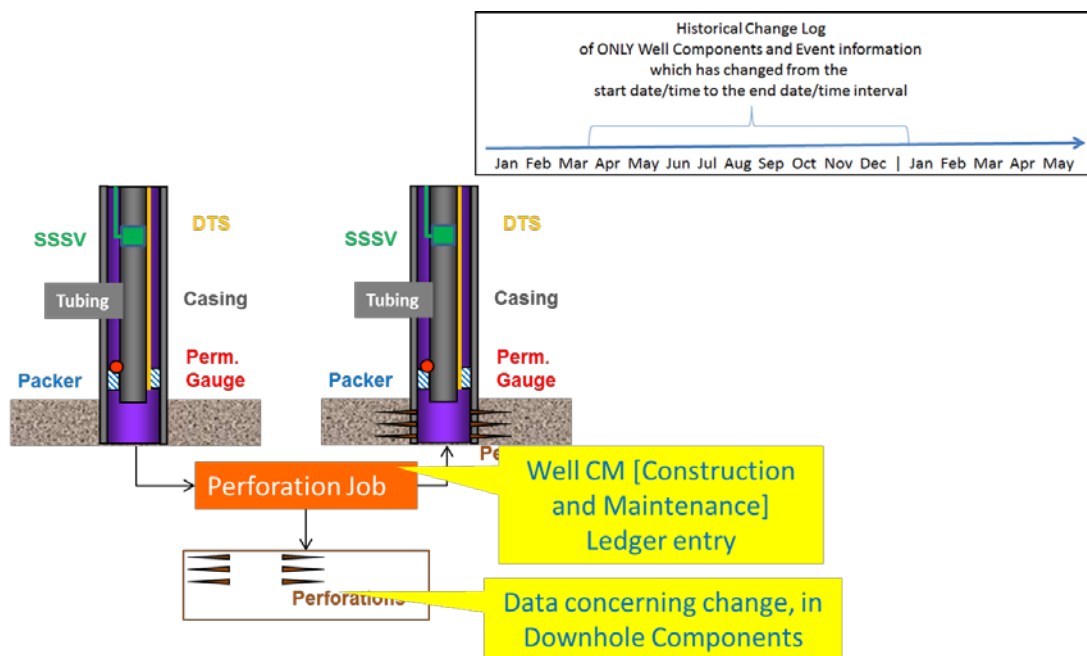 Historical Change Log
of ONLY Well Components and Event information
which has changed from the
start date/time to the end date/time interval
Jan Feb Mar Apr May Jun Jul Aug Sep Oct Nov Dec | Jan Feb Mar Apr May
SSSV
DTS
Tubing
Casing
Packer
Perm.
Gauge
SSSV
DTS
Tubing
Casing
Packer
Perm.
Gauge
Perforation Job
Well CM [Construction
and Maintenance]
Ledger entry
Perforations
Data concerning change, in
Downhole Components